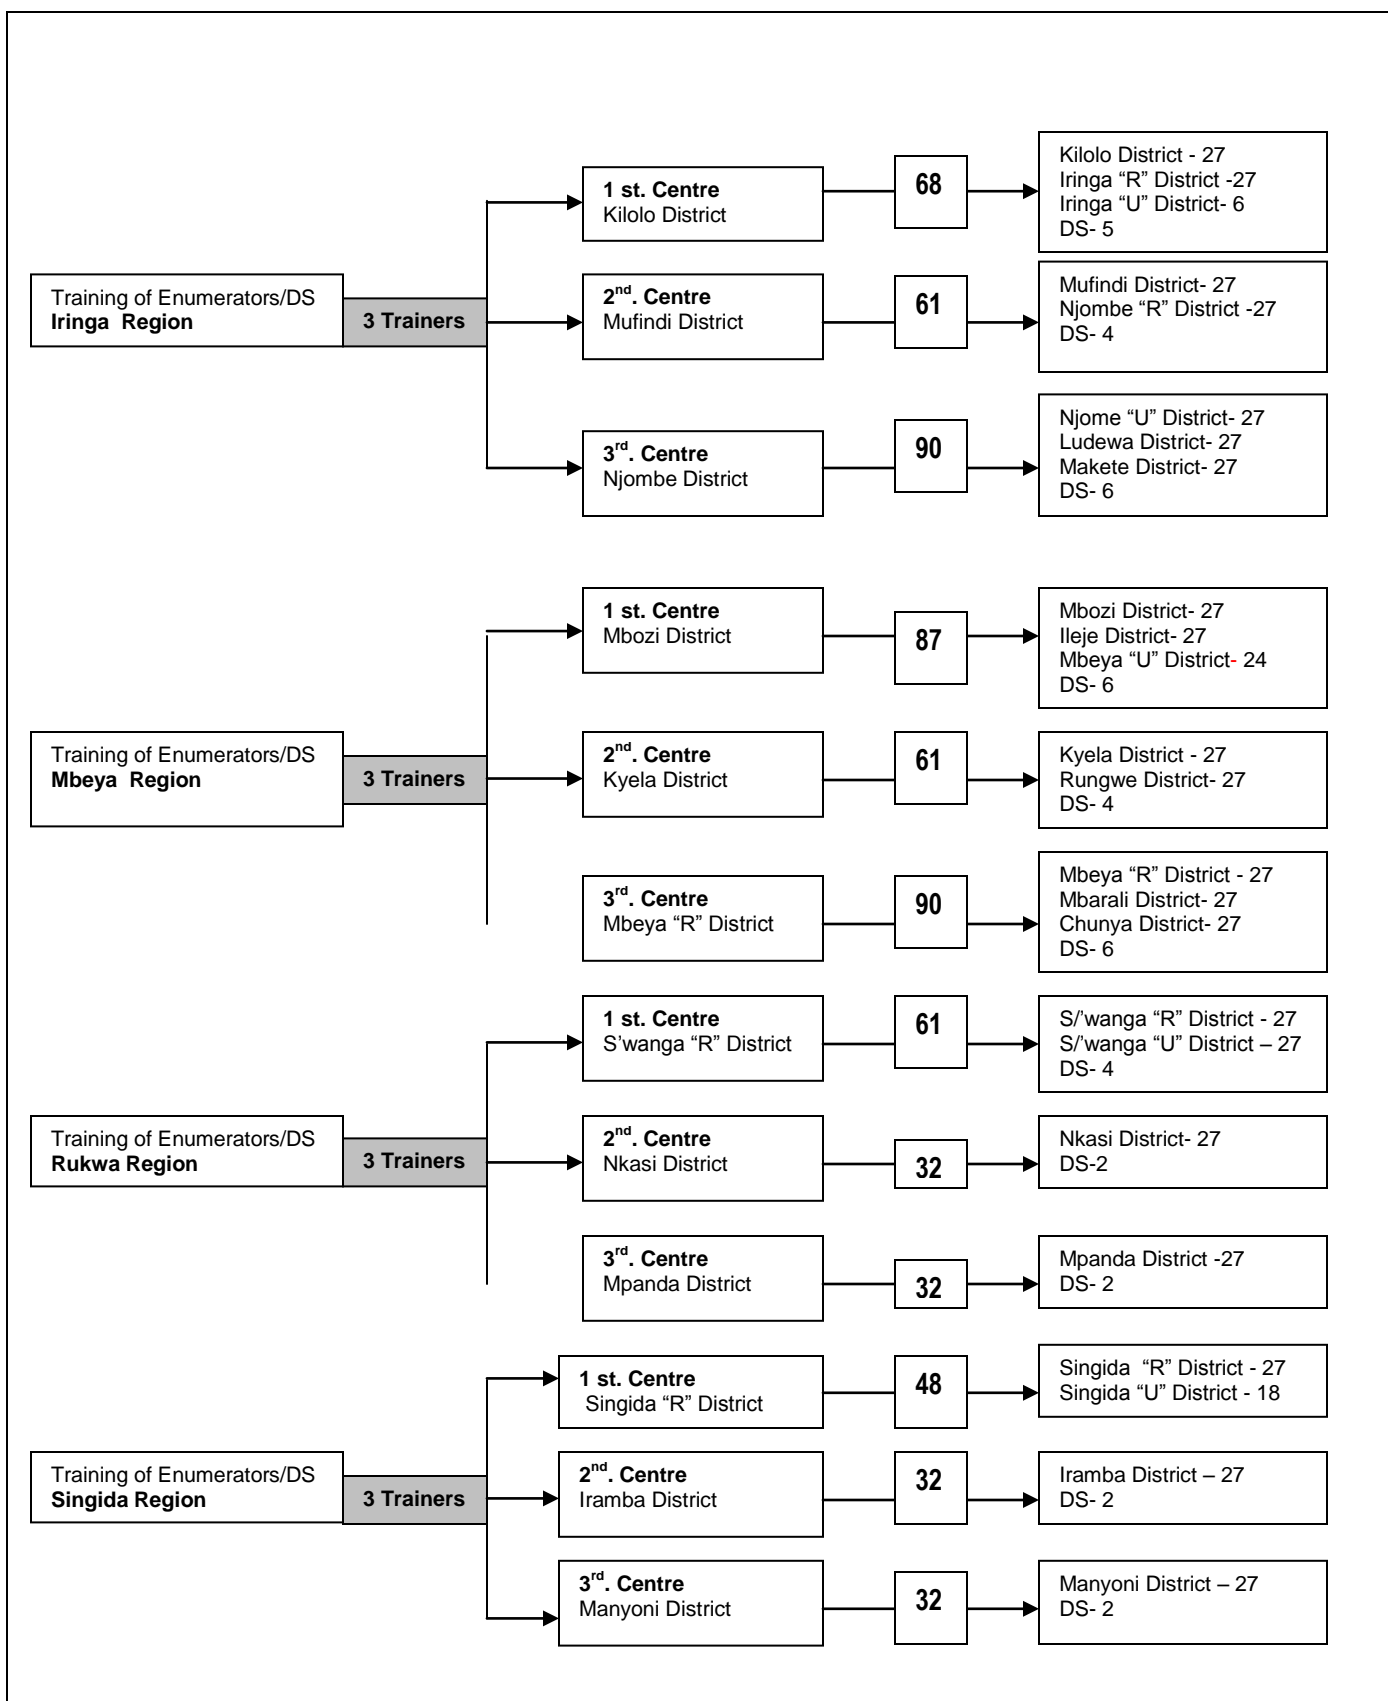 Training of Enumerators/DS
Iringa  Region
3 Trainers
1 st. Centre
Kilolo District
68
Kilolo District - 27
Iringa “R” District -27
Iringa “U” District- 6
DS- 5
2nd. Centre
Mufindi District
61
Mufindi District- 27
Njombe “R” District -27
DS- 4
3rd. Centre
Njombe District
90
Njome “U” District- 27
Ludewa District- 27
Makete District- 27
DS- 6
Training of Enumerators/DS
Mbeya  Region
3 Trainers
1 st. Centre
Mbozi District
87
Mbozi District- 27
Ileje District- 27
Mbeya “U” District- 24
DS- 6
2nd. Centre
Kyela District
61
Kyela District - 27
Rungwe District- 27
DS- 4
3rd. Centre
Mbeya “R” District
90
Mbeya “R” District - 27
Mbarali District- 27
Chunya District- 27
DS- 6
Training of Enumerators/DS
Rukwa Region
3 Trainers
1 st. Centre
S’wanga “R” District
61
S/’wanga “R” District - 27
S/’wanga “U” District – 27
DS- 4
2nd. Centre
Nkasi District
32
Nkasi District- 27
DS-2
3rd. Centre
Mpanda District
32
Mpanda District -27
DS- 2
Training of Enumerators/DS
Singida Region
3 Trainers
1 st. Centre
Singida “R” District
48
Singida  “R” District - 27
Singida “U” District - 18
2nd. Centre
Iramba District
32
Iramba District – 27
DS- 2
3rd. Centre
Manyoni District
32
Manyoni District – 27
DS- 2